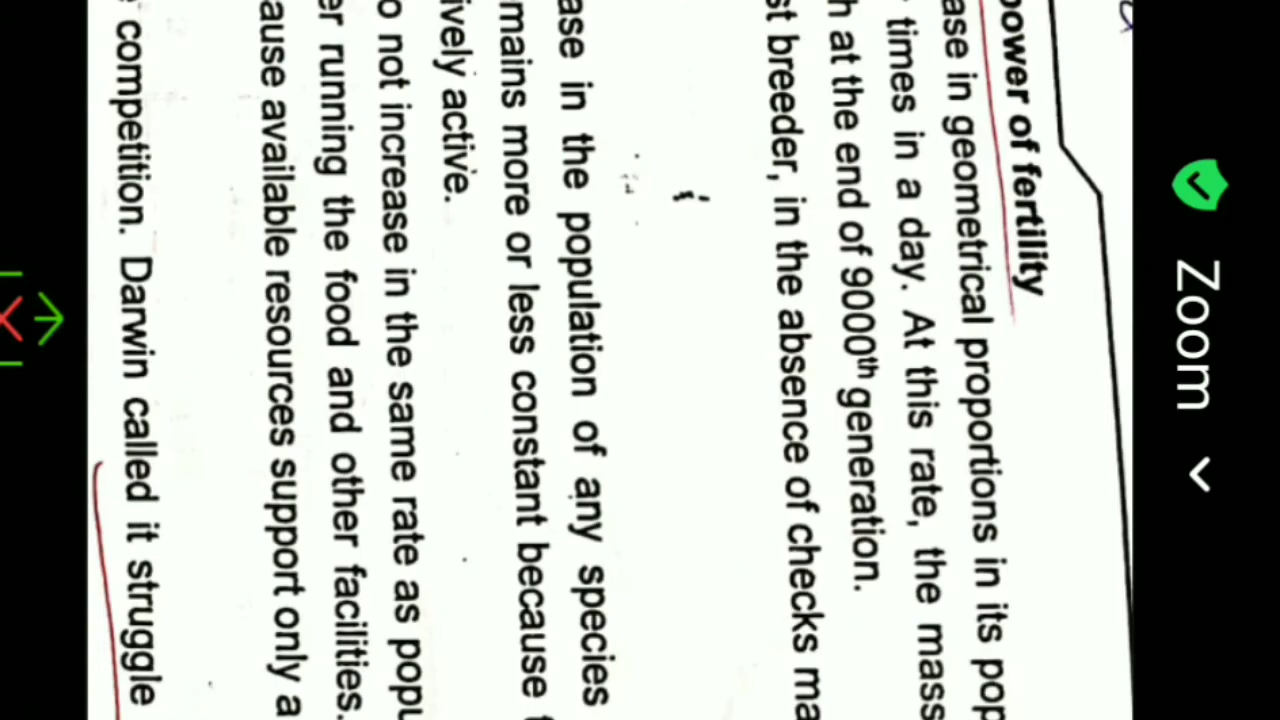 Zoom
power of fertility
ase in geometrical proportions in its pop
times in a day. At this rate, the mass
h at the end of 9000th generation.
st breeder, in the absence of checks ma
ase in the population of any species
mains more or less constant because
ively active.
o not increase in the same rate as popu
er running the food and other facilities.
ause available resources support only a
competition. Darwin called it struggle